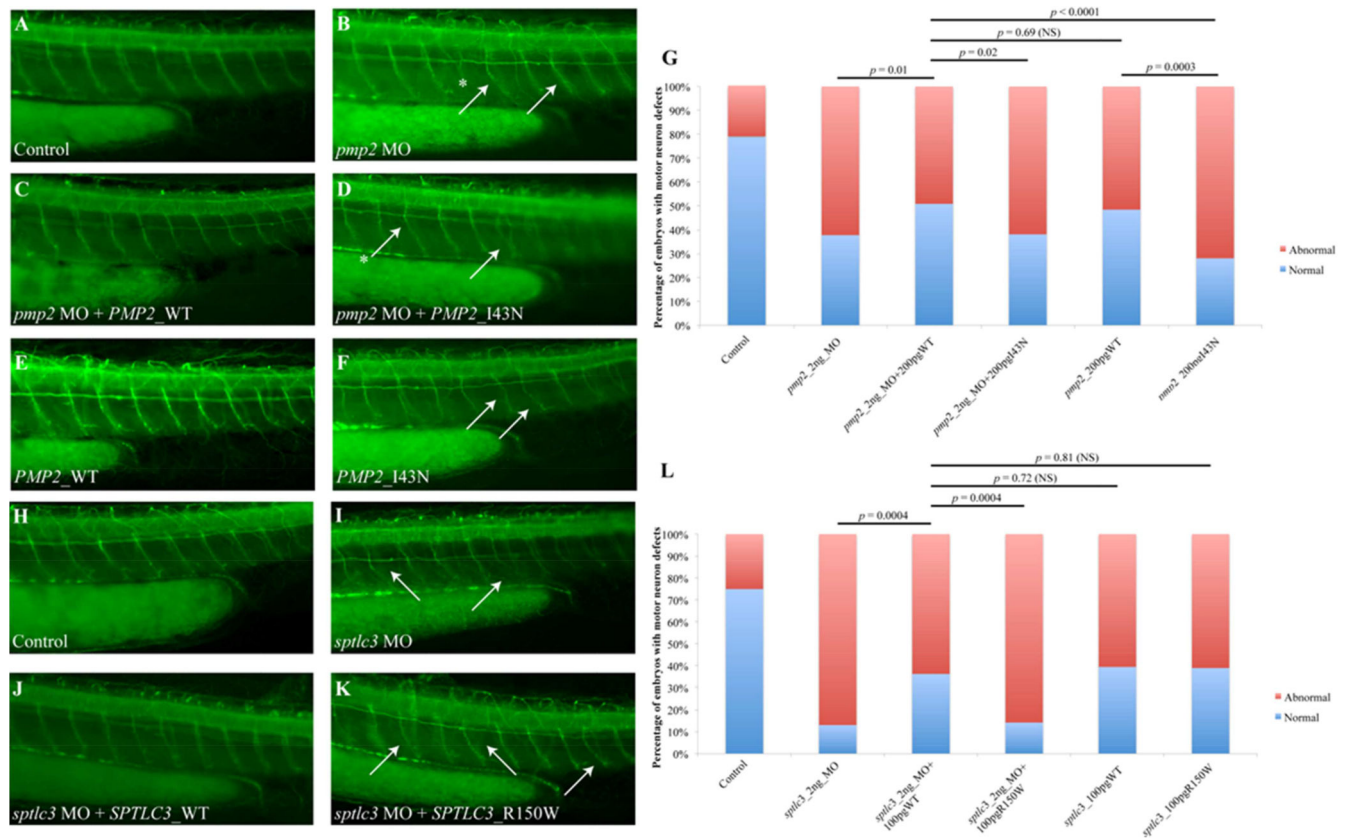 A
Control
B
*
pmp2 MO
C
pmp2 MO + PMP2_WT
D
*
pmp2 MO + PMP2_I43N
E
PMP2_WT
F
PMP2_I43N
H
Control
I
sptlc3 MO
J
sptlc3 MO + SPTLC3_WT
K
sptlc3 MO + SPTLC3_R150W
G
p < 0.0001
p = 0.69 (NS)
p = 0.02
p = 0.01
p = 0.0003
Percentage of embryos with motor neuron defects
100%
90%
80%
70%
60%
50%
40%
30%
20%
10%
0%
Control
pmp2_2ng_MO
pmp2_2ng_MO+200pgWT
pmp2_2ng_MO+200pgI43N
pmp2_200pgWT
pmp2_200pgI43N
Abnormal
Normal
L
p = 0.81 (NS)
p = 0.72 (NS)
p = 0.0004
p = 0.0004
Percentage of embryos with motor neuron defects
100%
90%
80%
70%
60%
50%
40%
30%
20%
10%
0%
Control
sptlc3_2ng_MO
sptlc3_2ng_MO+
100pgWT
sptlc3_2ng_MO+
100pgR150W
sptlc3_100pgWT
sptlc3_100pgR150W
Abnormal
Normal